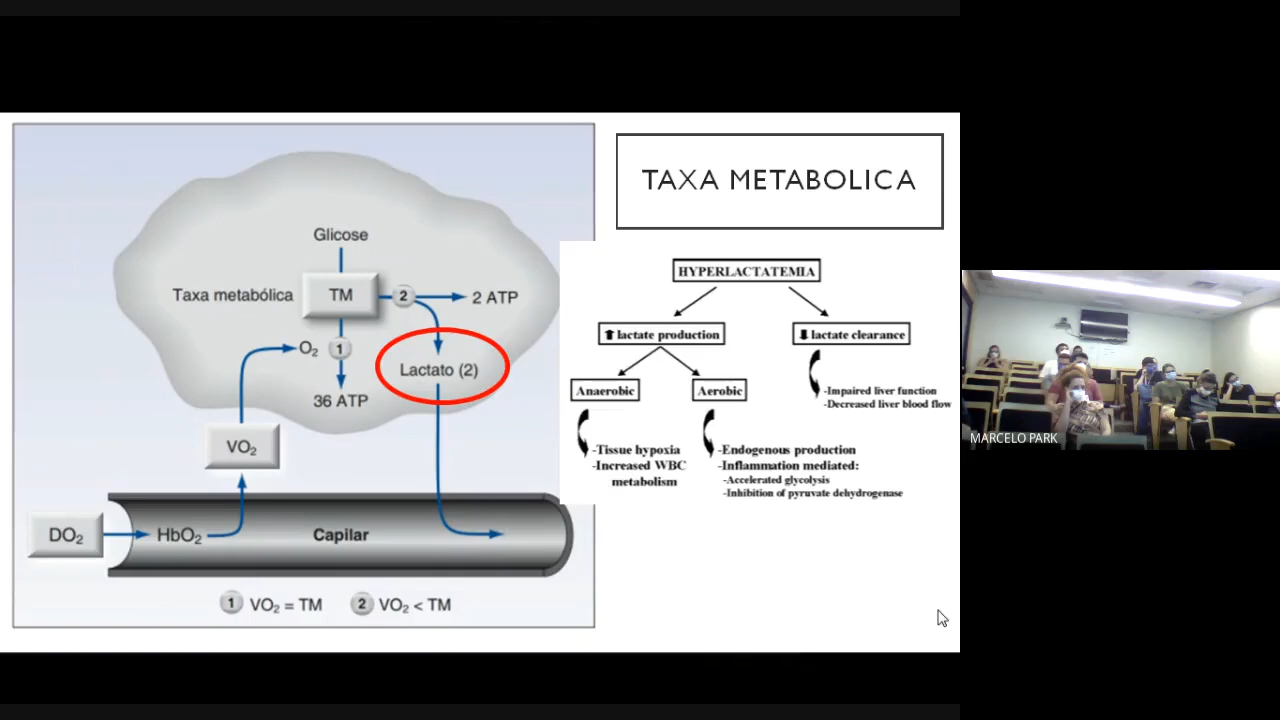 TAXA METABOLICA
Glicose
Taxa metabólica
TM
2
2 ATP
O₂
1
Lactato (2)
36 ATP
VO₂
DO₂
HbO₂
Capilar
1 VO₂ = TM
2 VO₂ < TM
HYPERLACTATEMIA
⬆ lactate production
⬇ lactate clearance
Anaerobic
Aerobic
-Impaired liver function
-Decreased liver blood flow
-Tissue hypoxia
-Increased WBC
metabolism
-Endogenous production
-Inflammation mediated:
-Accelerated glycolysis
-Inhibition of pyruvate dehydrogenase
MARCELO PARK